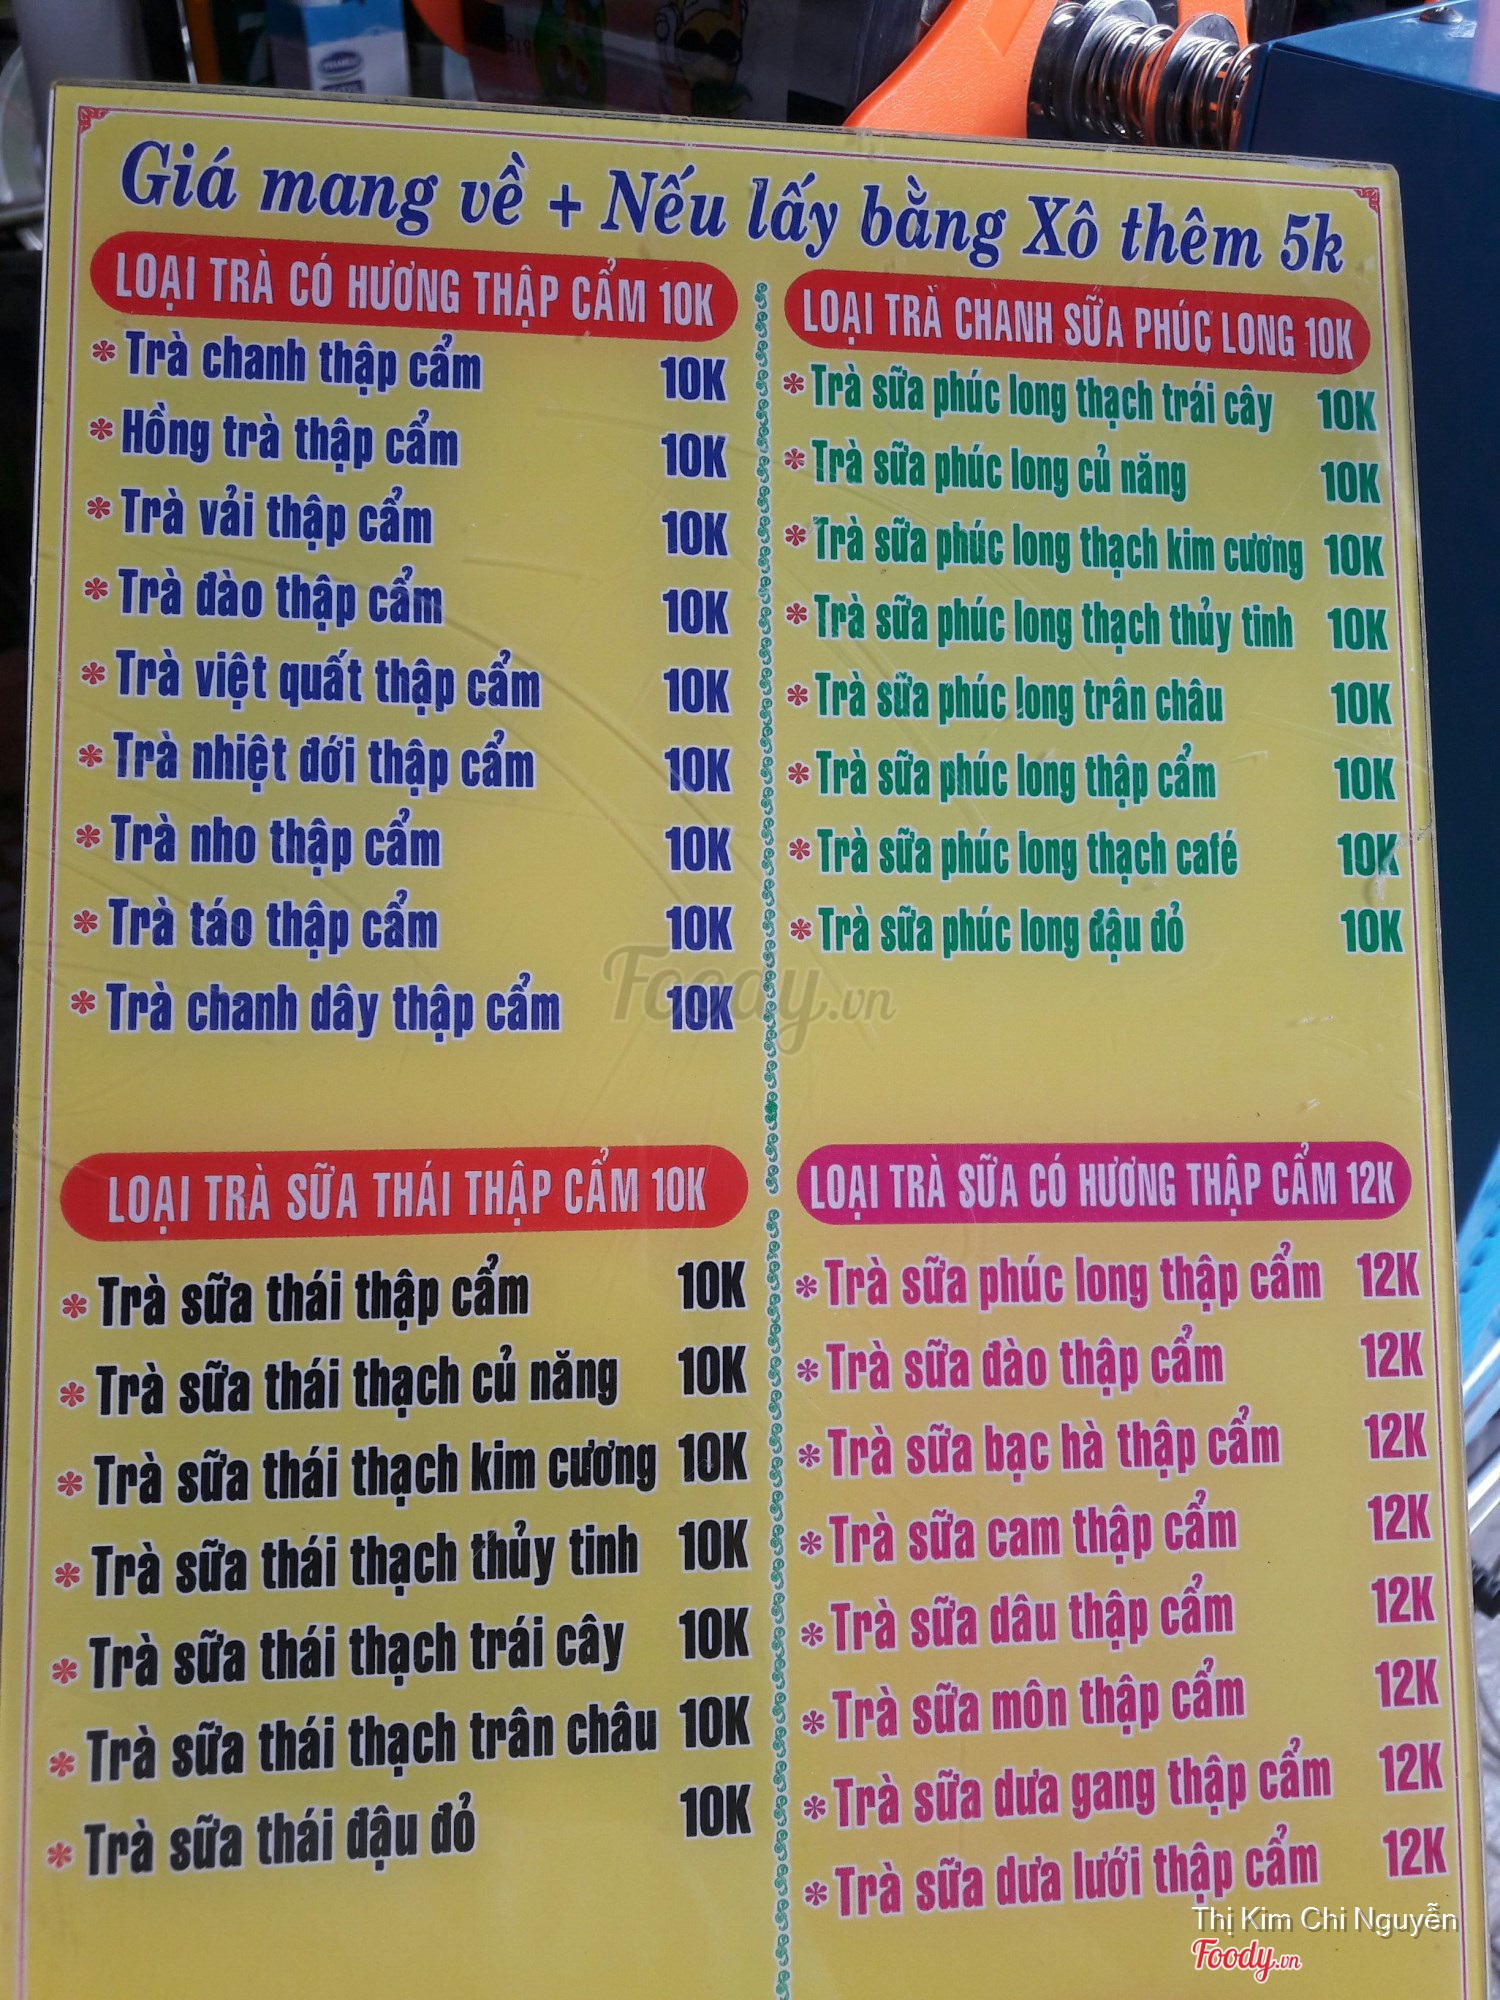 Giá mang về + Nếu lấy bằng Xô thêm 5k
LOẠI TRÀ CÓ HƯƠNG THẬP CẨM 10K
* Trà chanh thập cẩm 10K
* Hồng trà thập cẩm 10K
* Trà vải thập cẩm 10K
* Trà đào thập cẩm 10K
* Trà việt quất thập cẩm 10K
* Trà nhiệt đới thập cẩm 10K
* Trà nho thập cẩm 10K
* Trà táo thập cẩm 10K
* Trà chanh dây thập cẩm 10K
LOẠI TRÀ CHANH SỮA PHÚC LONG 10K
* Trà sữa phúc long thạch trái cây 10K
* Trà sữa phúc long củ năng 10K
* Trà sữa phúc long thạch kim cương 10K
* Trà sữa phúc long thạch thủy tinh 10K
* Trà sữa phúc long trân châu 10K
* Trà sữa phúc long thập cẩm 10K
* Trà sữa phúc long thạch café 10K
* Trà sữa phúc long đậu đỏ 10K
LOẠI TRÀ SỮA THÁI THẬP CẨM 10K
* Trà sữa thái thập cẩm 10K
* Trà sữa thái thạch củ năng 10K
* Trà sữa thái thạch kim cương 10K
* Trà sữa thái thạch thủy tinh 10K
* Trà sữa thái thạch trái cây 10K
* Trà sữa thái thạch trân châu 10K
* Trà sữa thái đậu đỏ 10K
LOẠI TRÀ SỮA CÓ HƯƠNG THẬP CẨM 12K
* Trà sữa phúc long thập cẩm 12K
* Trà sữa đào thập cẩm 12K
* Trà sữa bạc hà thập cẩm 12K
* Trà sữa cam thập cẩm 12K
* Trà sữa dâu thập cẩm 12K
* Trà sữa môn thập cẩm 12K
* Trà sữa dưa gang thập cẩm 12K
* Trà sữa dưa lưới thập cẩm 12K
Foody.vn
Thị Kim Chi Nguyễn
Foody.vn